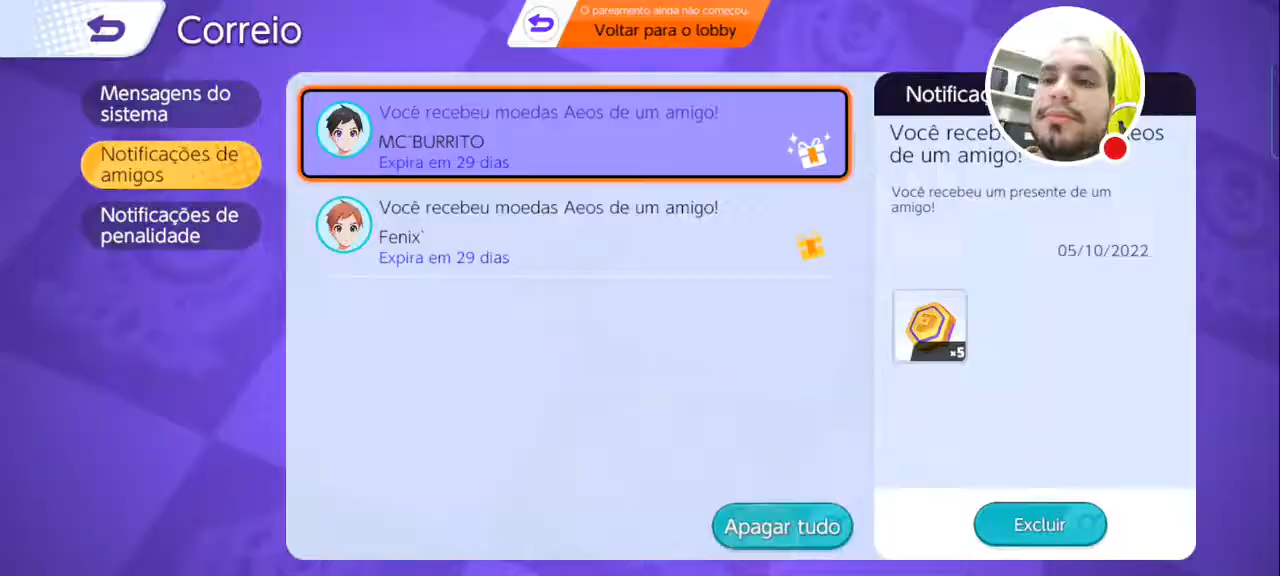 Correio
O pareamento ainda não começou.
Voltar para o lobby
Mensagens do
sistema
Notificações de
amigos
Notificações de
penalidade
Você recebeu moedas Aeos de um amigo!
MC˜BURRITO
Expira em 29 dias
Você recebeu moedas Aeos de um amigo!
Fenix`
Expira em 29 dias
Apagar tudo
Notificaç
Você receb eos
de um amigo!
Você recebeu um presente de um
amigo!
05/10/2022
×5
Excluir